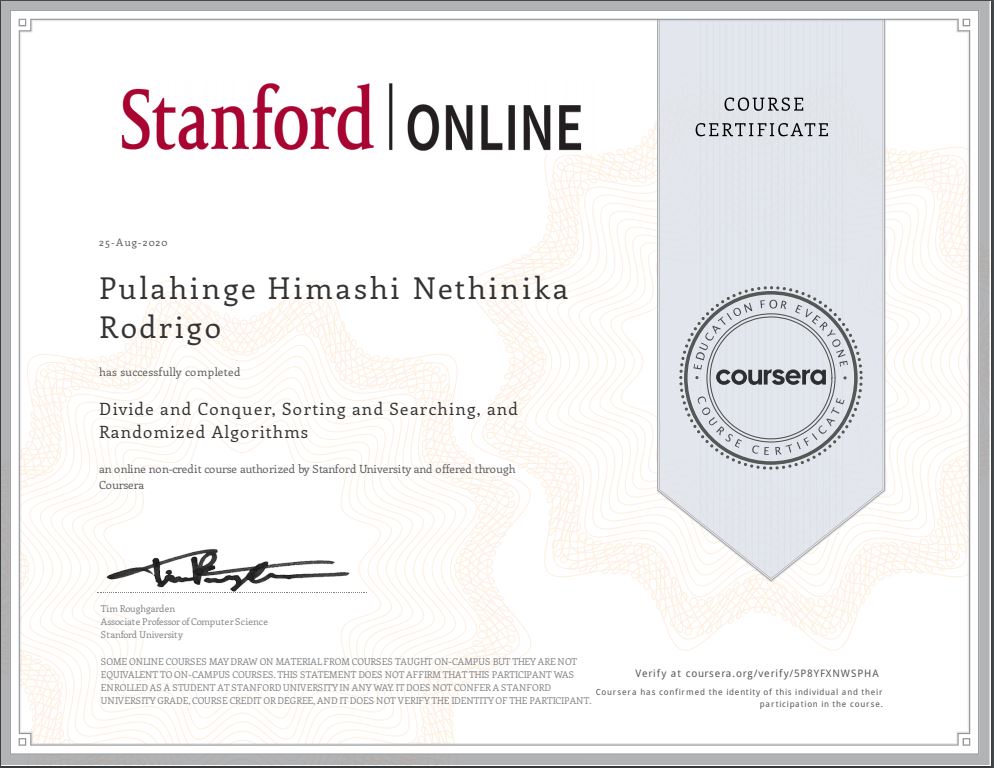 Stanford | ONLINE
COURSE
CERTIFICATE
25-Aug-2020
Pulahinge Himashi Nethinika
Rodrigo
has successfully completed
Divide and Conquer, Sorting and Searching, and
Randomized Algorithms
an online non-credit course authorized by Stanford University and offered through
Coursera
EDUCATION FOR EVERYONE
coursera
COURSE CERTIFICATE
Tim Roughgarden
Associate Professor of Computer Science
Stanford University
SOME ONLINE COURSES MAY DRAW ON MATERIAL FROM COURSES TAUGHT ON-CAMPUS BUT THEY ARE NOT
EQUIVALENT TO ON-CAMPUS COURSES. THIS STATEMENT DOES NOT AFFIRM THAT THIS PARTICIPANT WAS
ENROLLED AS A STUDENT AT STANFORD UNIVERSITY IN ANY WAY. IT DOES NOT CONFER A STANFORD
UNIVERSITY GRADE, COURSE CREDIT OR DEGREE, AND IT DOES NOT VERIFY THE IDENTITY OF THE PARTICIPANT.
Verify at coursera.org/verify/5P8YFXNW5PHA
Coursera has confirmed the identity of this individual and their
participation in the course.